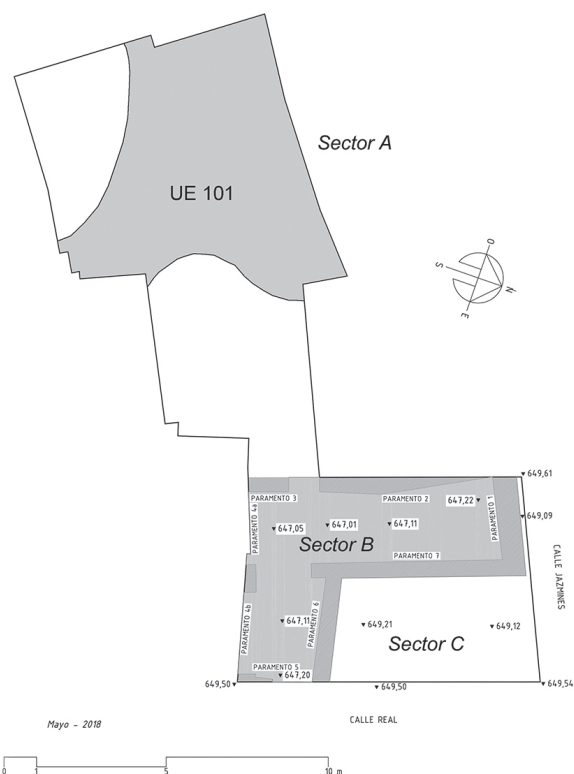 Sector A
UE 101
O
S
N
E
649,61
PARAMENTO 3
PARAMENTO 2
647,22
PARAMENTO 1
649,09
PARAMENTO 4a
647,05
647,01
647,11
Sector B
PARAMENTO 7
CALLE JAZMINES
PARAMENTO 4b
647,11
PARAMENTO 6
649,21
649,12
Sector C
PARAMENTO 5
647,20
649,50
649,50
649,54
Mayo - 2018
CALLE REAL
0 1 5 10 m